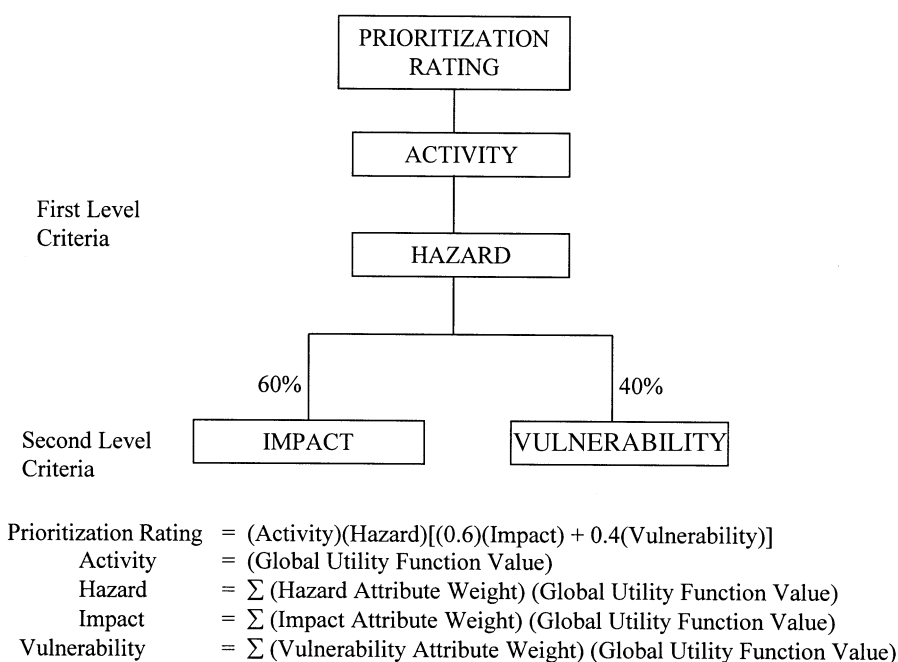 PRIORITIZATION
RATING
ACTIVITY
First Level
Criteria
HAZARD
60%
40%
Second Level
Criteria
IMPACT
VULNERABILITY
Prioritization Rating = (Activity)(Hazard)[(0.6)(Impact) + 0.4(Vulnerability)]
Activity = (Global Utility Function Value)
Hazard = ∑ (Hazard Attribute Weight) (Global Utility Function Value)
Impact = ∑ (Impact Attribute Weight) (Global Utility Function Value)
Vulnerability = ∑ (Vulnerability Attribute Weight) (Global Utility Function Value)